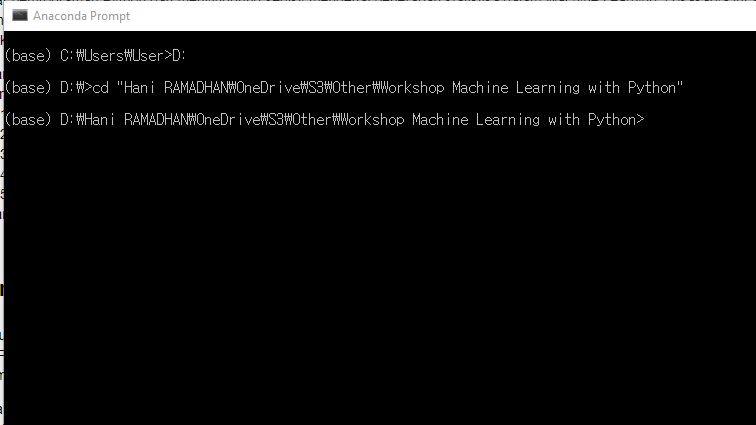 Anaconda Prompt
(base) C:₩Users₩User>D:
(base) D:₩>cd "Hani RAMADHAN₩OneDrive₩S3₩Other₩Workshop Machine Learning with Python"
(base) D:₩Hani RAMADHAN₩OneDrive₩S3₩Other₩Workshop Machine Learning with Python>